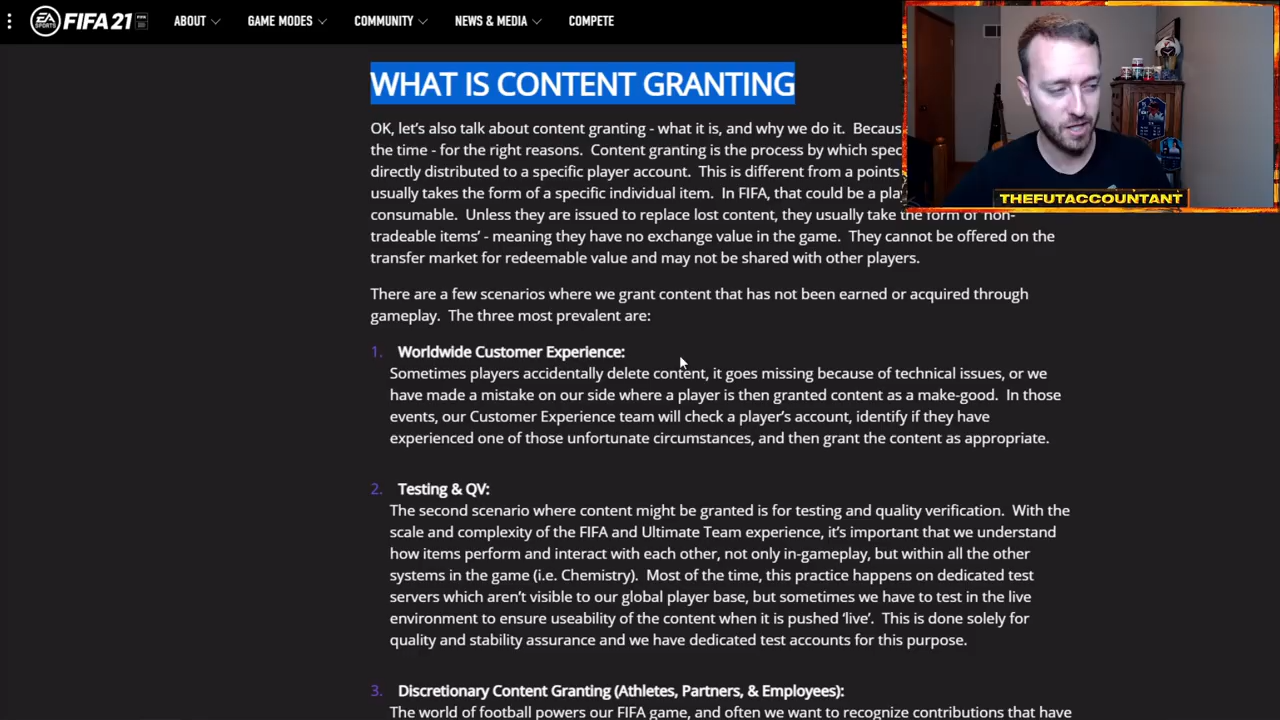 EA SPORTS FIFA 21
ABOUT
GAME MODES
COMMUNITY
NEWS & MEDIA
COMPETE
WHAT IS CONTENT GRANTING
OK, let's also talk about content granting - what it is, and why we do it. Becaus
the time - for the right reasons. Content granting is the process by which spec
directly distributed to a specific player account. This is different from a points
usually takes the form of a specific individual item. In FIFA, that could be a pla
consumable. Unless they are issued to replace lost content, they usually take the form of 'non-
tradeable items' - meaning they have no exchange value in the game. They cannot be offered on the
transfer market for redeemable value and may not be shared with other players.
There are a few scenarios where we grant content that has not been earned or acquired through
gameplay. The three most prevalent are:
1. Worldwide Customer Experience:
Sometimes players accidentally delete content, it goes missing because of technical issues, or we
have made a mistake on our side where a player is then granted content as a make-good. In those
events, our Customer Experience team will check a player's account, identify if they have
experienced one of those unfortunate circumstances, and then grant the content as appropriate.
2. Testing & QV:
The second scenario where content might be granted is for testing and quality verification. With the
scale and complexity of the FIFA and Ultimate Team experience, it's important that we understand
how items perform and interact with each other, not only in-gameplay, but within all the other
systems in the game (i.e. Chemistry). Most of the time, this practice happens on dedicated test
servers which aren't visible to our global player base, but sometimes we have to test in the live
environment to ensure useability of the content when it is pushed 'live'. This is done solely for
quality and stability assurance and we have dedicated test accounts for this purpose.
3. Discretionary Content Granting (Athletes, Partners, & Employees):
The world of football powers our FIFA game, and often we want to recognize contributions that have
THEFUTACCOUNTANT